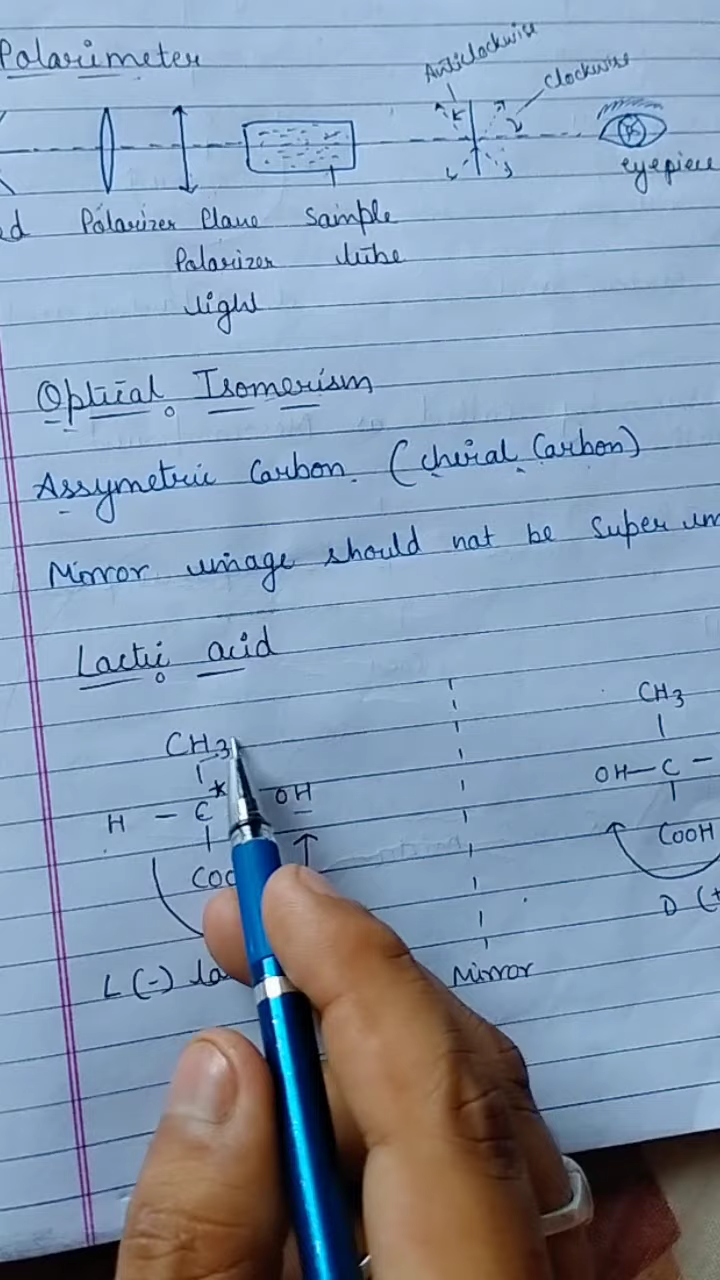 Polarimeter
Anticlockwise
clockwise
eyepiece
Polarizer Plane Sample
Polarizer tube
light
Optical Isomerism
Assymetric Carbon. (chiral Carbon)
Mirror image should not be Super
Lactic acid
CH3
CH3
*
H - C OH
OH - C -
COOH
L (-)
Mirror
D